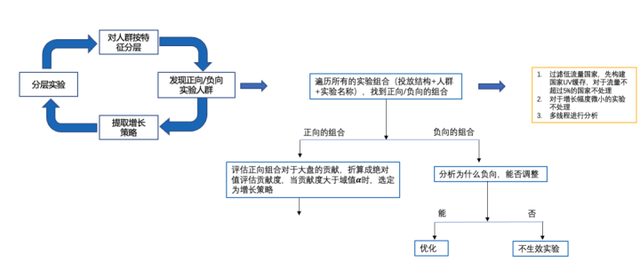 对人群按特
征分层
分层实验
发现正向/负向
实验人群
提取增长
策略
遍历所有的实验组合（投放结构+人群
+实验名称），找到正向/负向的组合
1. 过滤低流量国家，先构建
国家UV缓存，对于流量不
超过5k的国家不处理
2. 对于增长幅度微小的实验
不处理
3. 多线程进行分析
正向的组合
负向的组合
评估正向组合对于大盘的贡献，折算成绝对
值评估贡献度，当贡献度大于域值α时，选定
为增长策略
分析为什么负向，能否调整
能
否
优化
不生效实验